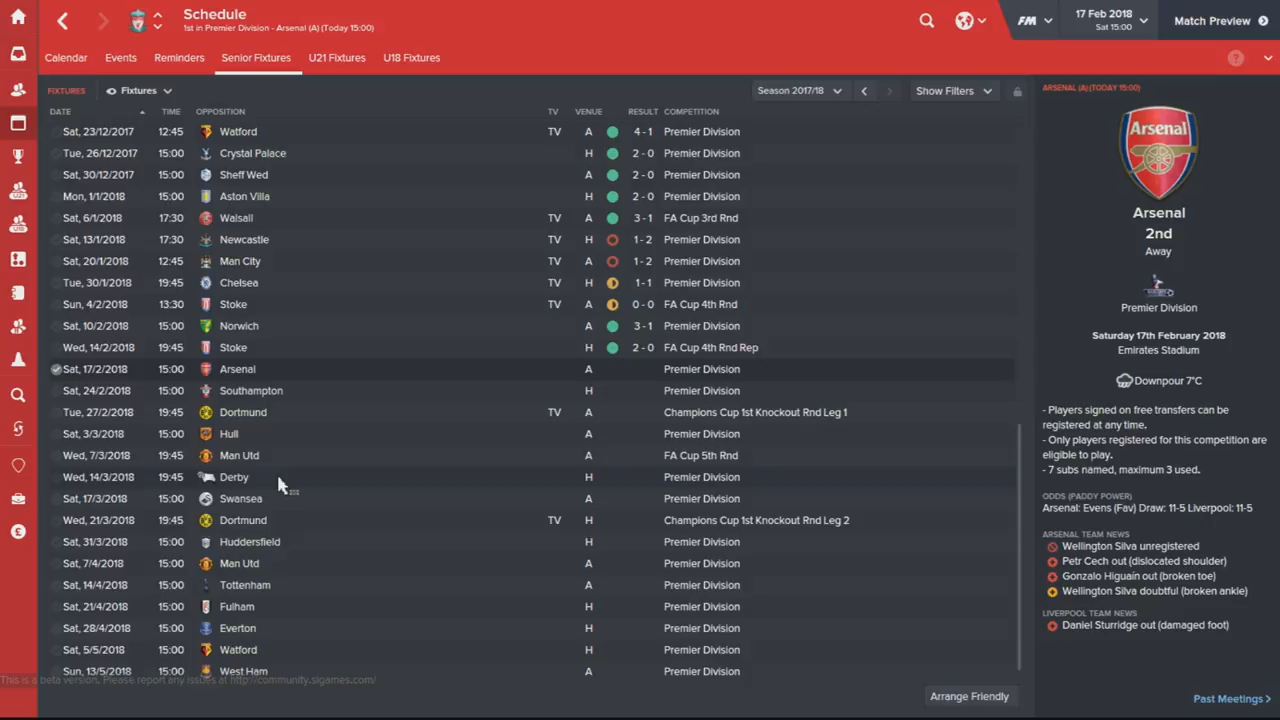 Schedule
1st in Premier Division - Arsenal (A) (Today 15:00)
FM
17 Feb 2018
Sat 15:00
Match Preview
Calendar Events Reminders Senior Fixtures U21 Fixtures U18 Fixtures
FIXTURES Fixtures Season 2017/18 Show Filters
DATE TIME OPPOSITION TV VENUE RESULT COMPETITION
Sat, 23/12/2017 12:45 Watford TV A 4 - 1 Premier Division
Tue, 26/12/2017 15:00 Crystal Palace H 2 - 0 Premier Division
Sat, 30/12/2017 15:00 Sheff Wed A 2 - 0 Premier Division
Mon, 1/1/2018 15:00 Aston Villa H 2 - 0 Premier Division
Sat, 6/1/2018 17:30 Walsall TV A 3 - 1 FA Cup 3rd Rnd
Sat, 13/1/2018 17:30 Newcastle TV H 1 - 2 Premier Division
Sat, 20/1/2018 12:45 Man City TV A 1 - 2 Premier Division
Tue, 30/1/2018 19:45 Chelsea TV H 1 - 1 Premier Division
Sun, 4/2/2018 13:30 Stoke TV A 0 - 0 FA Cup 4th Rnd
Sat, 10/2/2018 15:00 Norwich A 3 - 1 Premier Division
Wed, 14/2/2018 19:45 Stoke H 2 - 0 FA Cup 4th Rnd Rep
Sat, 17/2/2018 15:00 Arsenal A Premier Division
Sat, 24/2/2018 15:00 Southampton H Premier Division
Tue, 27/2/2018 19:45 Dortmund TV A Champions Cup 1st Knockout Rnd Leg 1
Sat, 3/3/2018 15:00 Hull A Premier Division
Wed, 7/3/2018 19:45 Man Utd A FA Cup 5th Rnd
Wed, 14/3/2018 19:45 Derby H Premier Division
Sat, 17/3/2018 15:00 Swansea A Premier Division
Wed, 21/3/2018 19:45 Dortmund TV H Champions Cup 1st Knockout Rnd Leg 2
Sat, 31/3/2018 15:00 Huddersfield H Premier Division
Sat, 7/4/2018 15:00 Man Utd A Premier Division
Sat, 14/4/2018 15:00 Tottenham A Premier Division
Sat, 21/4/2018 15:00 Fulham H Premier Division
Sat, 28/4/2018 15:00 Everton H Premier Division
Sat, 5/5/2018 15:00 Watford H Premier Division
Sun, 13/5/2018 15:00 West Ham A Premier Division
This is a beta version. Please report any issues at http://community.sigames.com/
Arrange Friendly
ARSENAL (A) (TODAY 15:00)
Arsenal
Arsenal
2nd
Away
Premier Division
Saturday 17th February 2018
Emirates Stadium
Downpour 7°C
- Players signed on free transfers can be
registered at any time.
- Only players registered for this competition are
eligible to play.
- 7 subs named, maximum 3 used.
ODDS (PADDY POWER)
Arsenal: Evens (Fav) Draw: 11-5 Liverpool: 11-5
ARSENAL TEAM NEWS
Wellington Silva unregistered
Petr Cech out (dislocated shoulder)
Gonzalo Higuaín out (broken toe)
Wellington Silva doubtful (broken ankle)
LIVERPOOL TEAM NEWS
Daniel Sturridge out (damaged foot)
Past Meetings >